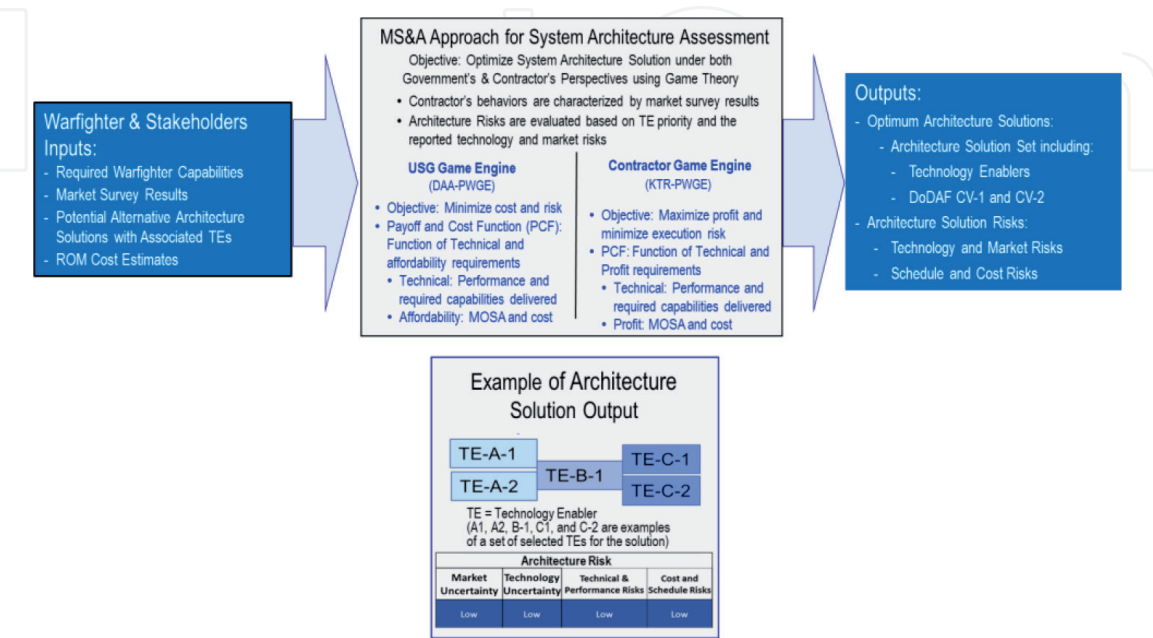 Warfighter & Stakeholders
Inputs:
- Required Warfighter Capabilities
- Market Survey Results
- Potential Alternative Architecture
Solutions with Associated TEs
- ROM Cost Estimates
MS&A Approach for System Architecture Assessment
Objective: Optimize System Architecture Solution under both
Government's & Contractor's Perspectives using Game Theory
• Contractor's behaviors are characterized by market survey results
• Architecture Risks are evaluated based on TE priority and the
reported technology and market risks
USG Game Engine
(DAA-PWGE)
• Objective: Minimize cost and risk
• Payoff and Cost Function (PCF):
Function of Technical and
affordability requirements
• Technical: Performance and
required capabilities delivered
• Affordability: MOSA and cost
Contractor Game Engine
(KTR-PWGE)
• Objective: Maximize profit and
minimize execution risk
• PCF: Function of Technical and
Profit requirements
• Technical: Performance and
required capabilities delivered
• Profit: MOSA and cost
Outputs:
- Optimum Architecture Solutions:
- Architecture Solution Set including:
- Technology Enablers
- DoDAF CV-1 and CV-2
- Architecture Solution Risks:
- Technology and Market Risks
- Schedule and Cost Risks
Example of Architecture
Solution Output
TE-A-1
TE-A-2
TE-B-1
TE-C-1
TE-C-2
TE = Technology Enabler
(A1, A2, B-1, C1, and C-2 are examples
of a set of selected TEs for the solution)
Architecture Risk
Market
Uncertainty
Technology
Uncertainty
Technical &
Performance Risks
Cost and
Schedule Risks
Low
Low
Low
Low